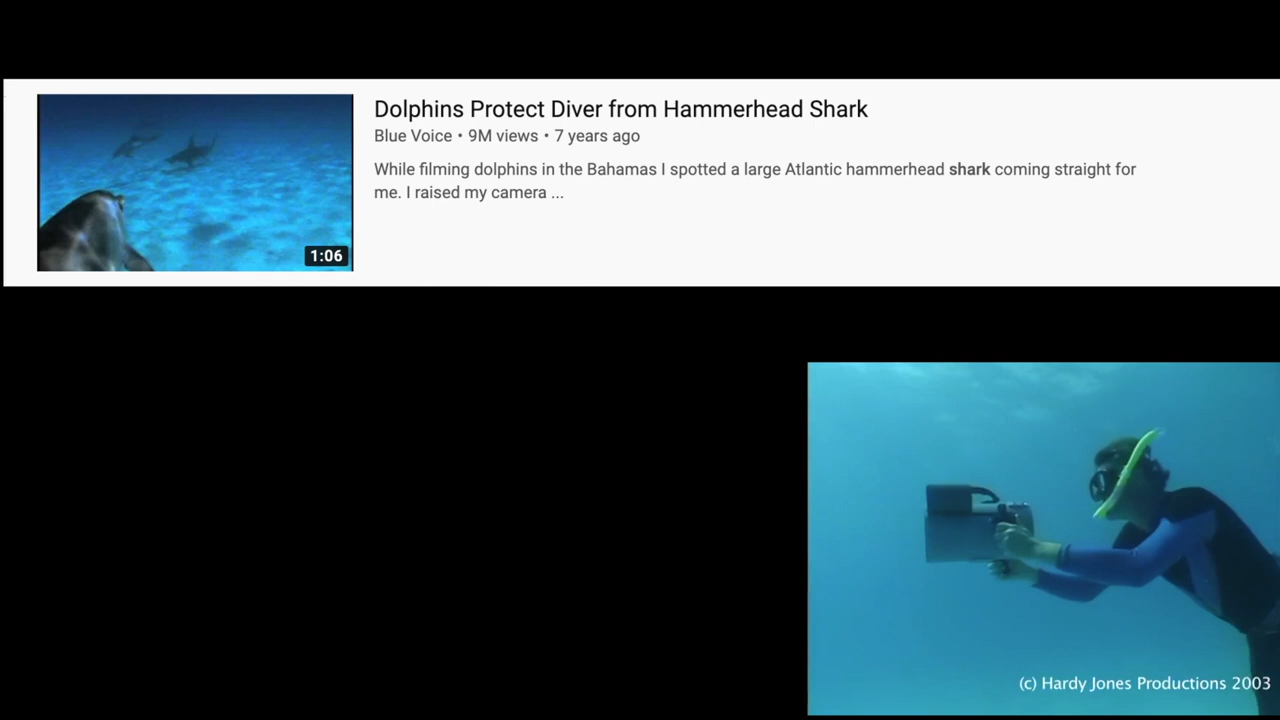 Dolphins Protect Diver from Hammerhead Shark
Blue Voice • 9M views • 7 years ago
While filming dolphins in the Bahamas I spotted a large Atlantic hammerhead shark coming straight for
me. I raised my camera ...
1:06
(c) Hardy Jones Productions 2003